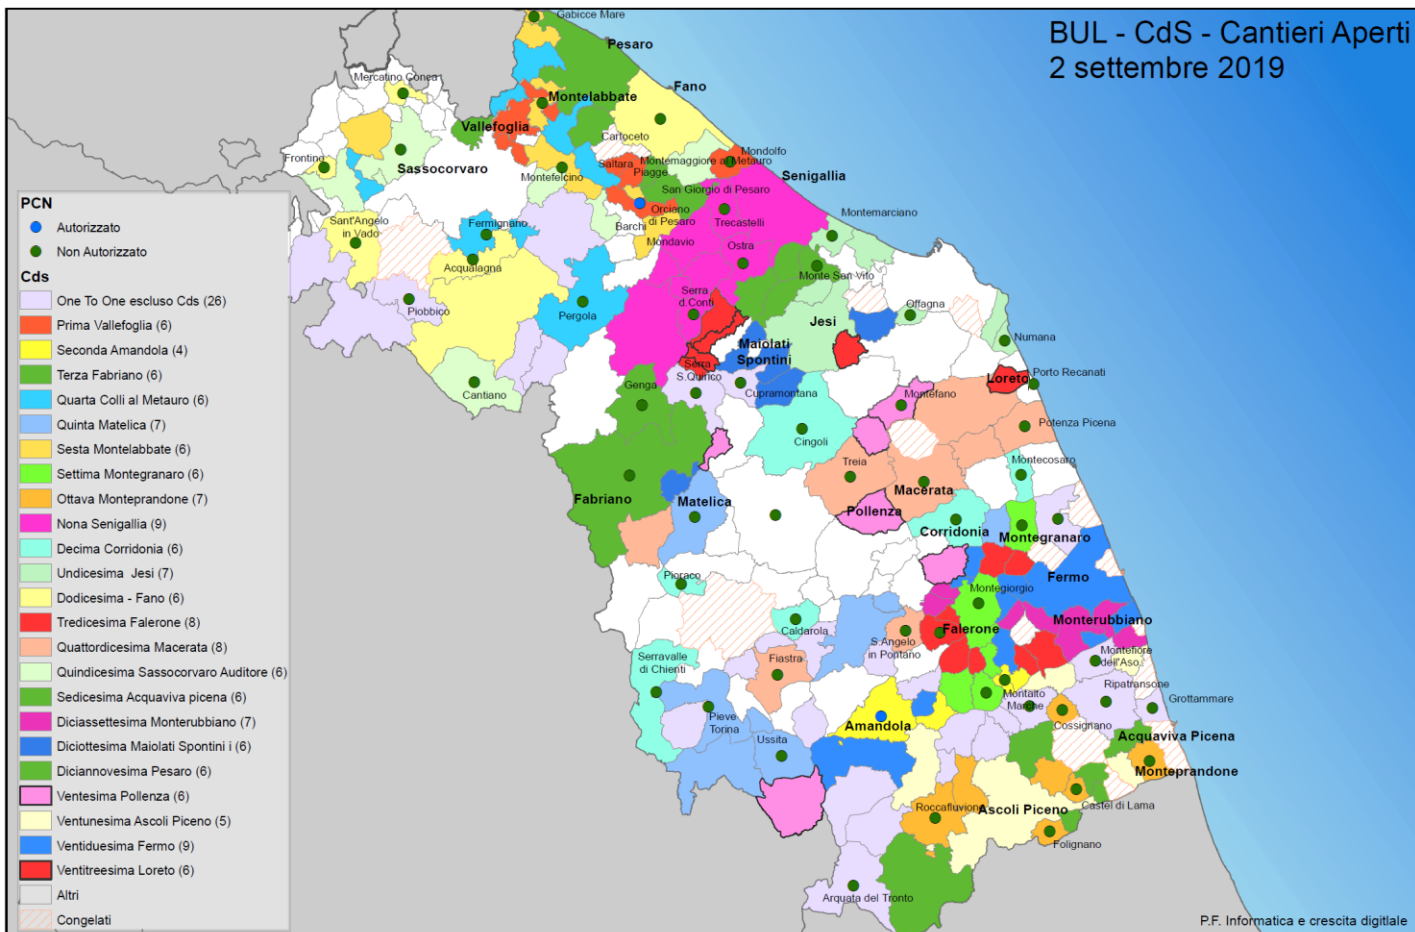 BUL - CdS - Cantieri Aperti
2 settembre 2019
Gabicce Mare
Pesaro
Mercatino Conca
Fano
Montelabbate
Vallefoglia
Cartoceto
Frontino
Sassocorvaro
Saltara
Montemaggiore al Metauro
Mondolfo
Piagge
Montefelcino
Senigallia
San Giorgio di Pesaro
Orciano
di Pesaro
Trecastelli
Montemarciano
Sant'Angelo
in Vado
Fermignano
Barchi
Mondavio
Ostra
Acqualagna
Monte San Vito
Piobbico
Pergola
Serra
d.Conti
Offagna
Jesi
Maiolati
Spontini
Numana
Serra
S.Quirico
Loreto
Porto Recanati
Cantiano
Genga
Cupramontana
Montefano
Cingoli
Potenza Picena
Treia
Montecosaro
Fabriano
Matelica
Macerata
Pollenza
Corridonia
Montegranaro
Pioraco
Fermo
Montegiorgio
Caldarola
Falerone
Monterubbiano
S.Angelo
in Pontano
Serravalle
di Chienti
Fiastra
Montefiore
dell'Aso
Ripatransone
Montalto
Marche
Grottammare
Pieve
Torina
Amandola
Cossignano
Ussita
Acquaviva Picena
Monteprandone
Roccafluvione
Ascoli Piceno
Castel di Lama
Folignano
Arquata del Tronto
PCN
Autorizzato
Non Autorizzato
Cds
One To One escluso Cds (26)
Prima Vallefoglia (6)
Seconda Amandola (4)
Terza Fabriano (6)
Quarta Colli al Metauro (6)
Quinta Matelica (7)
Sesta Montelabbate (6)
Settima Montegranaro (6)
Ottava Monteprandone (7)
Nona Senigallia (9)
Decima Corridonia (6)
Undicesima Jesi (7)
Dodicesima - Fano (6)
Tredicesima Falerone (8)
Quattordicesima Macerata (8)
Quindicesima Sassocorvaro Auditore (6)
Sedicesima Acquaviva picena (6)
Diciassettesima Monterubbiano (7)
Diciottesima Maiolati Spontini i (6)
Diciannovesima Pesaro (6)
Ventesima Pollenza (6)
Ventunesima Ascoli Piceno (5)
Ventiduesima Fermo (9)
Ventitreesima Loreto (6)
Altri
Congelati
P.F. Informatica e crescita digitlale